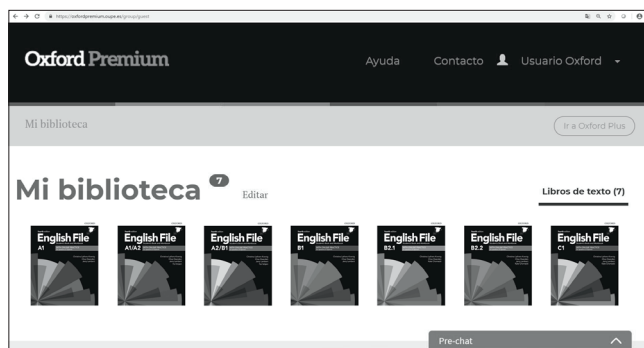 https://oxfordpremium.oupe.es/group/guest
Oxford Premium
Ayuda Contacto Usuario Oxford
Mi biblioteca
Ir a Oxford Plus
Mi biblioteca 7 Editar
Libros de texto (7)
English File A1
English File A1/A2
English File A2/B1
English File B1
English File B2.1
English File B2.2
English File C1
Pre-chat